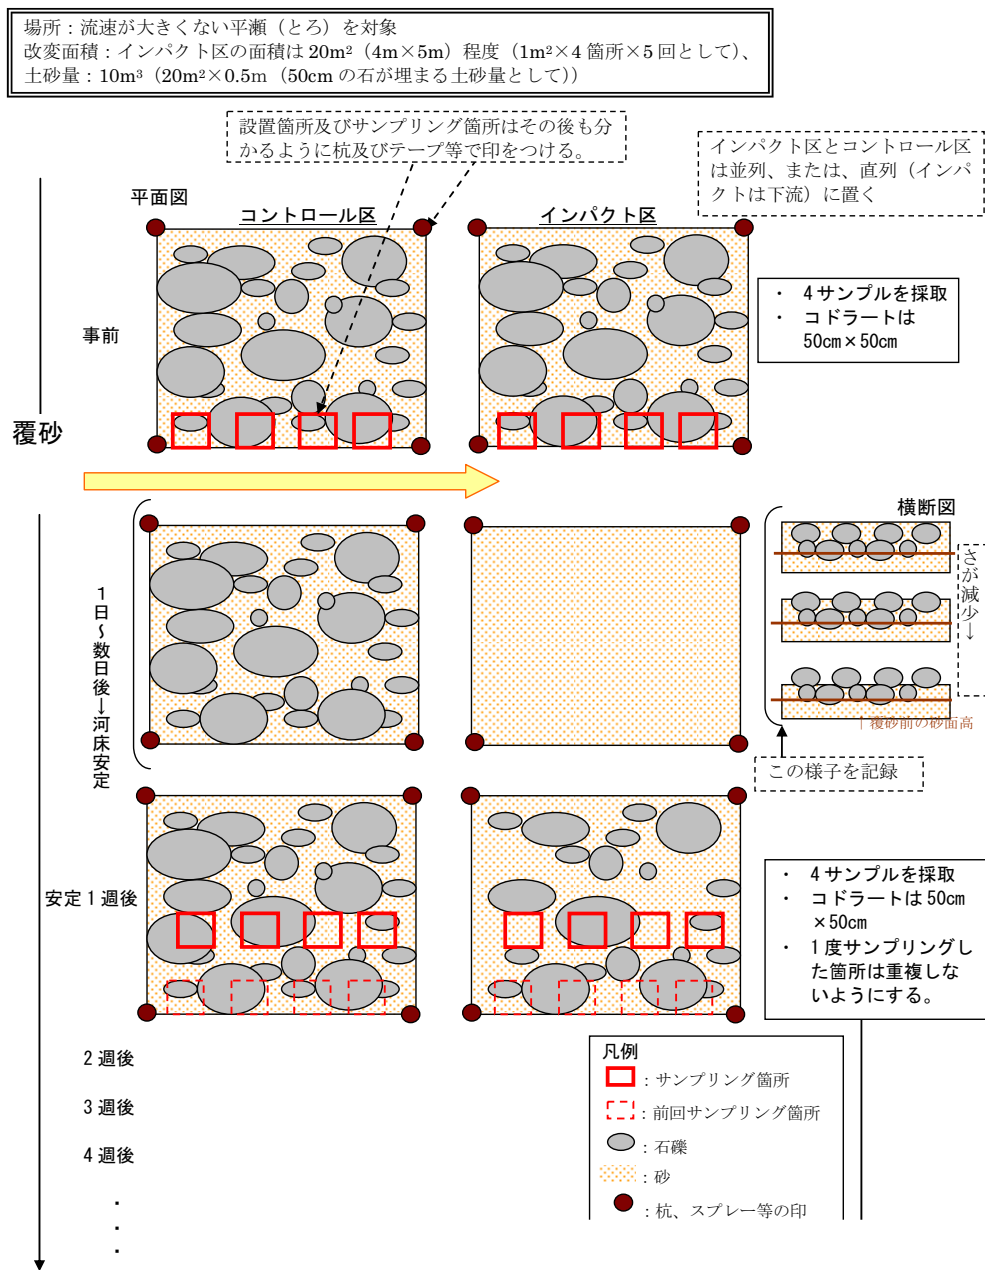 場所：流速が大きくない平瀬（とろ）を対象
改変面積：インパクト区の面積は 20m²（4m×5m）程度（1m²×4 箇所×5 回として）、
土砂量：10m³（20m²×0.5m（50cm の石が埋まる土砂量として））
設置箇所及びサンプリング箇所はその後も分
かるように杭及びテープ等で印をつける。
インパクト区とコントロール区
は並列、または、直列（インパ
クトは下流）に置く
平面図
コントロール区
インパクト区
事前
・ 4サンプルを採取
・ コドラートは
50cm×50cm
覆砂
横断図
1日～数日後→河床安定
さが減少→
↑覆砂前の砂面高
この様子を記録
安定1週後
・ 4サンプルを採取
・ コドラートは50cm
×50cm
・ 1度サンプリングし
た箇所は重複しな
いようにする。
2週後
3週後
4週後
・
・
・
凡例
：サンプリング箇所
：前回サンプリング箇所
：石礫
：砂
：杭、スプレー等の印